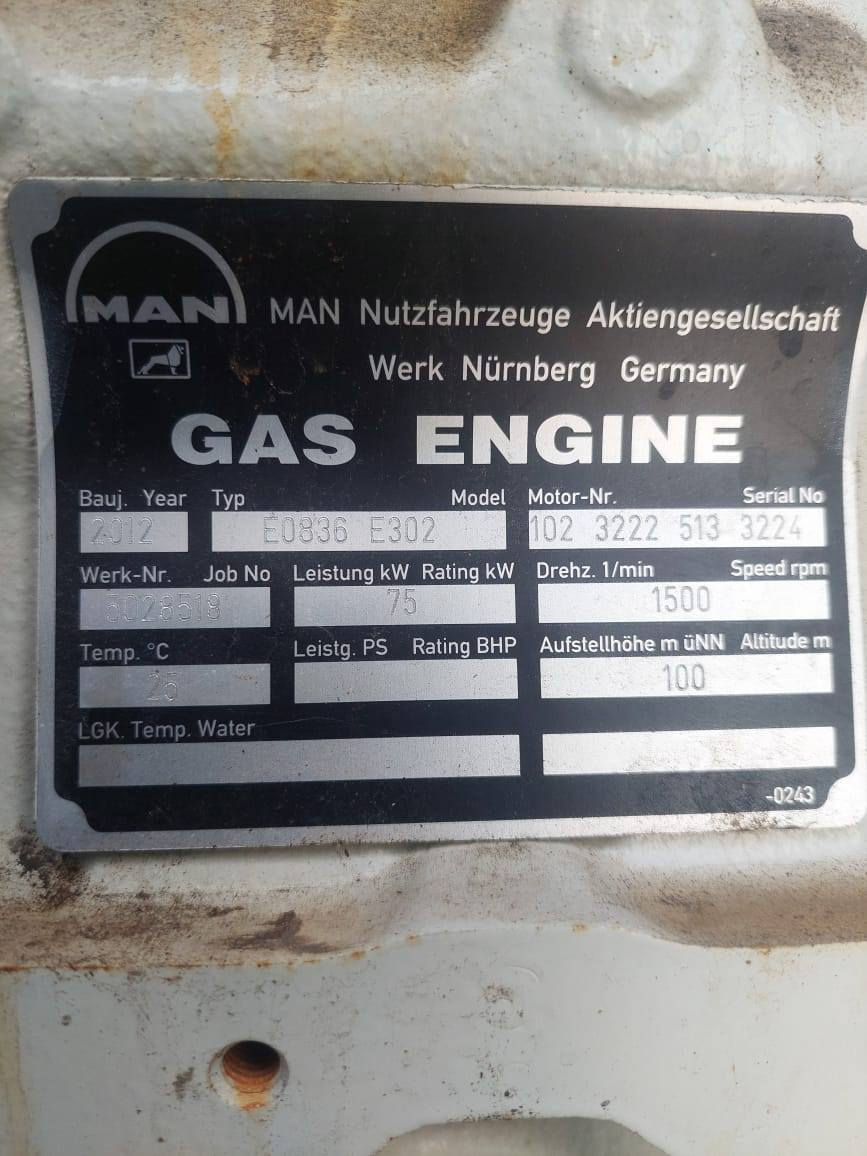 MAN MAN Nutzfahrzeuge Aktiengesellschaft
Werk Nürnberg Germany
GAS ENGINE
Bauj. Year Typ Model Motor-Nr. Serial No
2012 E0836 E302 102 3222 513 3224
Werk-Nr. Job No Leistung kW Rating kW Drehz. 1/min Speed rpm
5028518 75 1500
Temp. °C Leistg. PS Rating BHP Aufstellhöhe m üNN Altitude m
25 100
LGK. Temp. Water
-0243